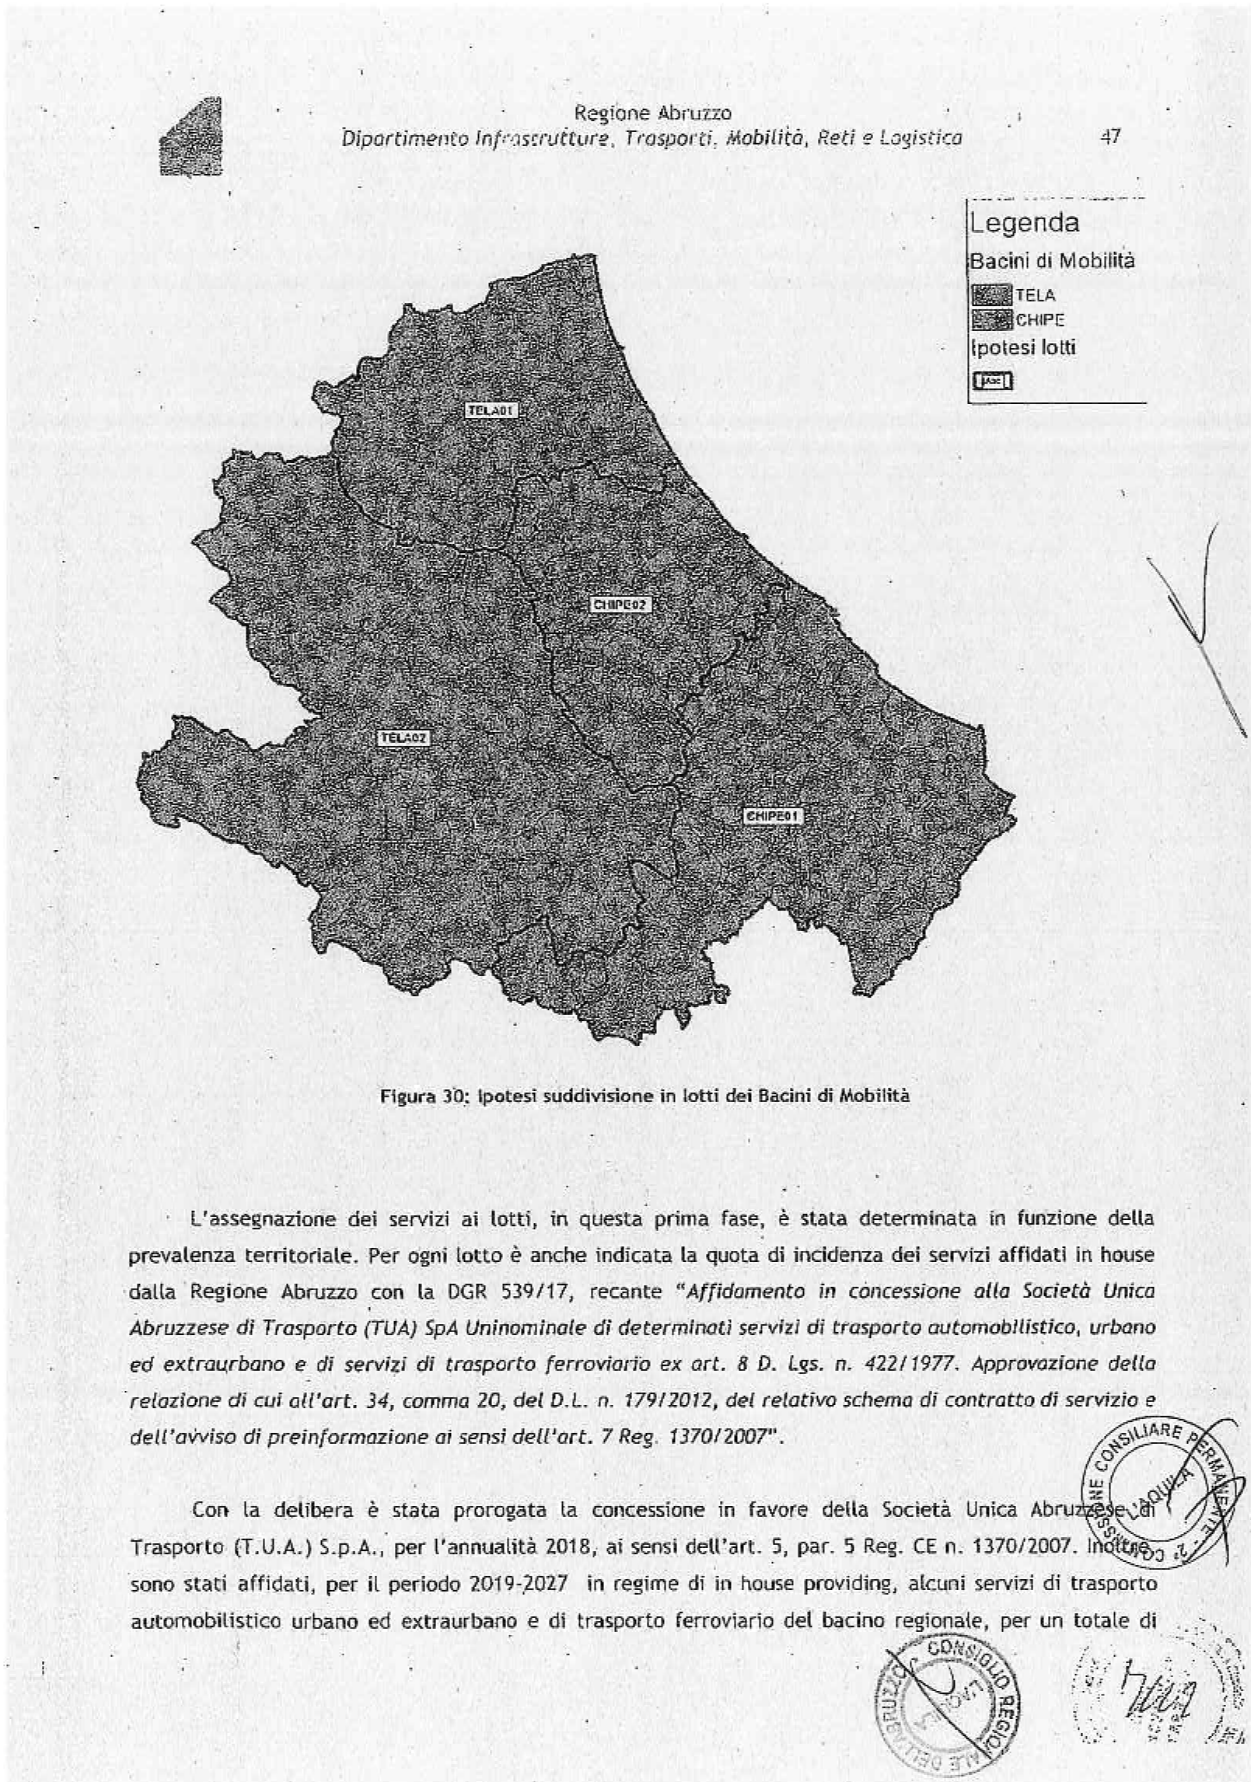 Regione Abruzzo
Dipartimento Infrastrutture, Trasporti, Mobilità, Reti e Logistica
47
Legenda
Bacini di Mobilità
TELA
CHIPE
Ipotesi lotti
TELA01
CHIPE02
TELA02
CHIPE01
Figura 30: Ipotesi suddivisione in lotti dei Bacini di Mobilità
L'assegnazione dei servizi ai lotti, in questa prima fase, è stata determinata in funzione della
prevalenza territoriale. Per ogni lotto è anche indicata la quota di incidenza dei servizi affidati in house
dalla Regione Abruzzo con la DGR 539/17, recante "Affidamento in concessione alla Società Unica
Abruzzese di Trasporto (TUA) SpA Uninominale di determinati servizi di trasporto automobilistico, urbano
ed extraurbano e di servizi di trasporto ferroviario ex art. 8 D. Lgs. n. 422/1977. Approvazione della
relazione di cui all'art. 34, comma 20, del D.L. n. 179/2012, del relativo schema di contratto di servizio e
dell'avviso di preinformazione ai sensi dell'art. 7 Reg. 1370/2007".
Con la delibera è stata prorogata la concessione in favore della Società Unica Abruzzese di
Trasporto (T.U.A.) S.p.A., per l'annualità 2018, ai sensi dell'art. 5, par. 5 Reg. CE n. 1370/2007. Inoltre
sono stati affidati, per il periodo 2019-2027 in regime di in house providing, alcuni servizi di trasporto
automobilistico urbano ed extraurbano e di trasporto ferroviario del bacino regionale, per un totale di
2ª COMMISSIONE CONSILIARE PERMANENTE
L'AQUILA
CONSIGLIO REGIONALE DELL'ABRUZZO
L'AQUILA